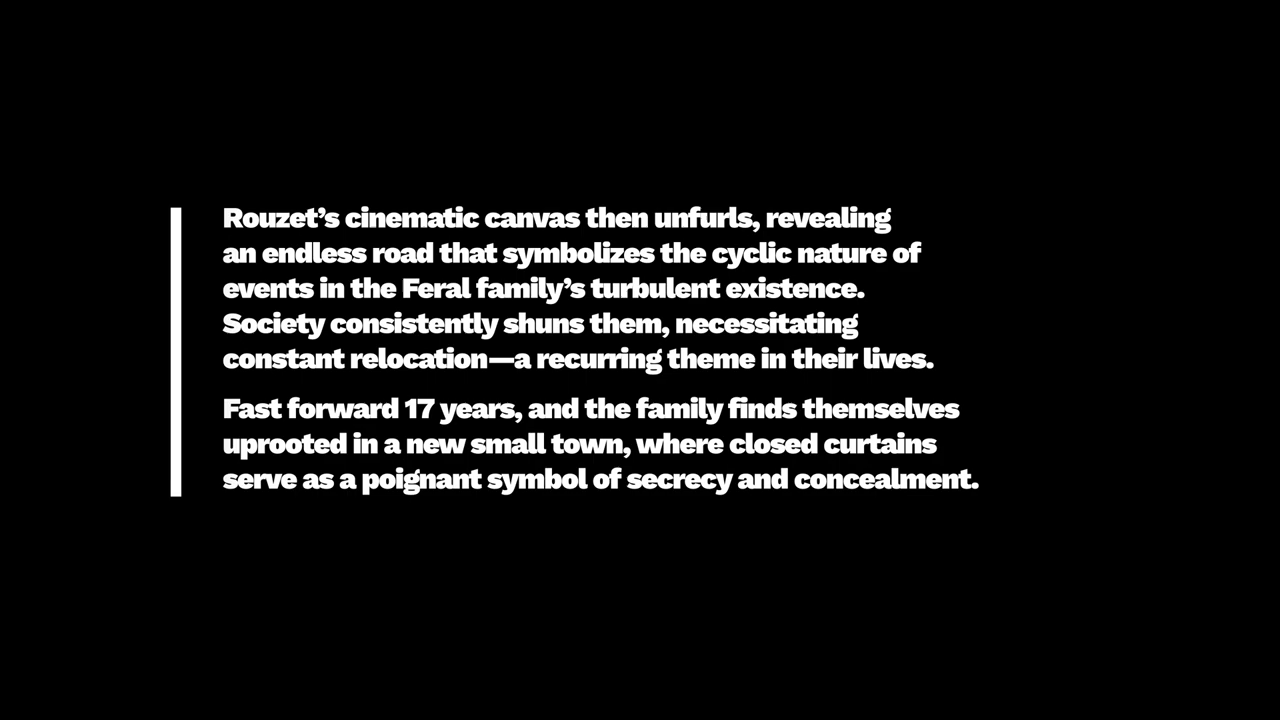 Rouzet’s cinematic canvas then unfurls, revealing
an endless road that symbolizes the cyclic nature of
events in the Feral family’s turbulent existence.
Society consistently shuns them, necessitating
constant relocation—a recurring theme in their lives.
Fast forward 17 years, and the family finds themselves
uprooted in a new small town, where closed curtains
serve as a poignant symbol of secrecy and concealment.